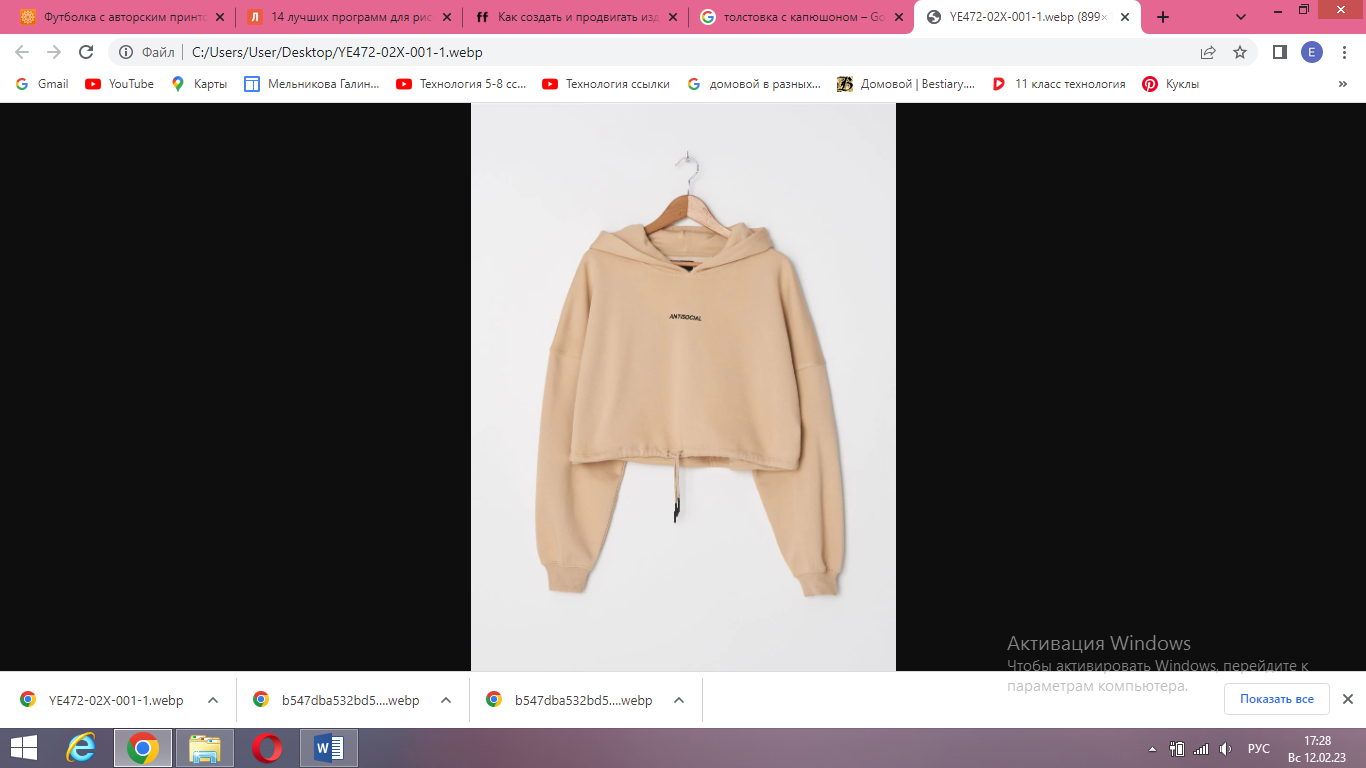 Футболка с авторским принто
14 лучших программ для рис
Как создать и продвигать изд
толстовка с капюшоном – Go
YE472-02X-001-1.webp (899×
Файл
C:/Users/User/Desktop/YE472-02X-001-1.webp
E
Gmail
YouTube
Карты
Мельникова Галин...
Технология 5-8 сс...
Технология ссылки
домовой в разных...
Домовой | Bestiary....
11 класс технология
Куклы
»
ANTISOCIAL
Активация Windows
Чтобы активировать Windows, перейдите к
параметрам компьютера.
YE472-02X-001-1.webp
b547dba532bd5....webp
b547dba532bd5....webp
Показать все
РУС
17:28
Вс 12.02.23